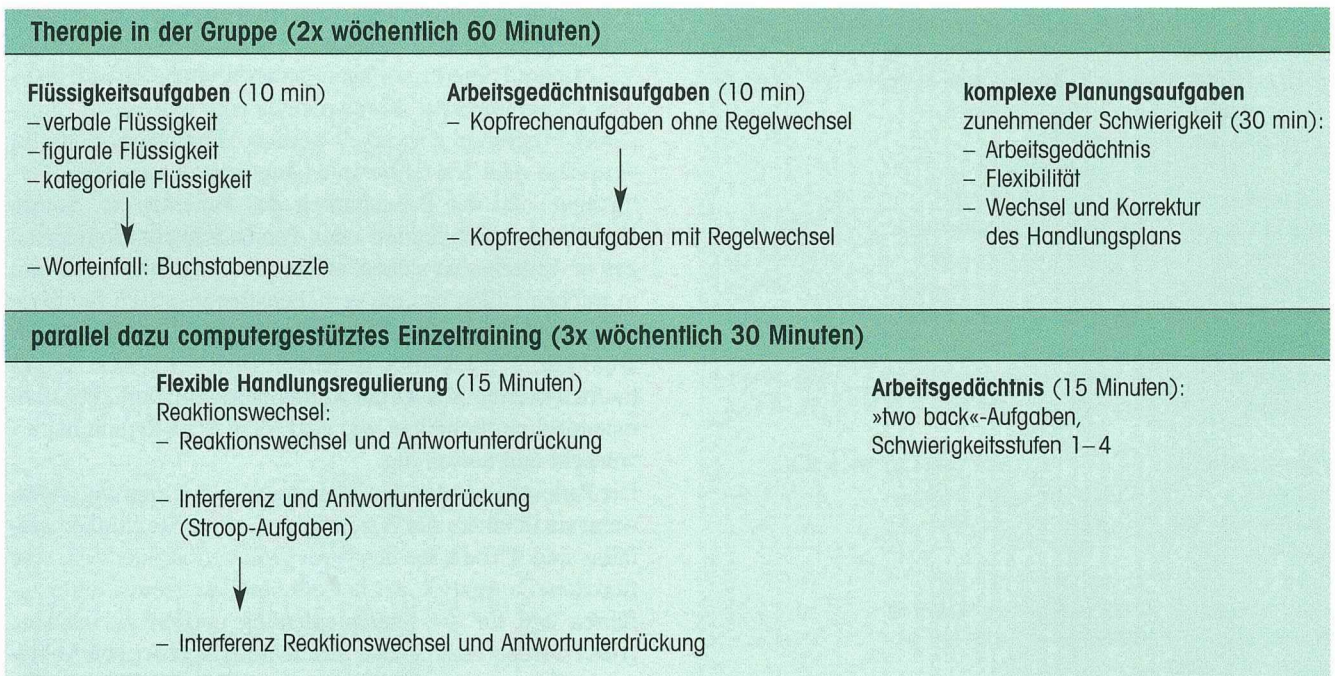 Therapie in der Gruppe (2x wöchentlich 60 Minuten)
Flüssigkeitsaufgaben (10 min)
–verbale Flüssigkeit
–figurale Flüssigkeit
–kategoriale Flüssigkeit
–Worteinfall: Buchstabenpuzzle
Arbeitsgedächtnisaufgaben (10 min)
– Kopfrechenaufgaben ohne Regelwechsel
– Kopfrechenaufgaben mit Regelwechsel
komplexe Planungsaufgaben
zunehmender Schwierigkeit (30 min):
– Arbeitsgedächtnis
– Flexibilität
– Wechsel und Korrektur
des Handlungsplans
parallel dazu computergestütztes Einzeltraining (3x wöchentlich 30 Minuten)
Flexible Handlungsregulierung (15 Minuten)
Reaktionswechsel:
– Reaktionswechsel und Antwortunterdrückung
– Interferenz und Antwortunterdrückung
(Stroop-Aufgaben)
– Interferenz Reaktionswechsel und Antwortunterdrückung
Arbeitsgedächtnis (15 Minuten):
»two back«-Aufgaben,
Schwierigkeitsstufen 1–4